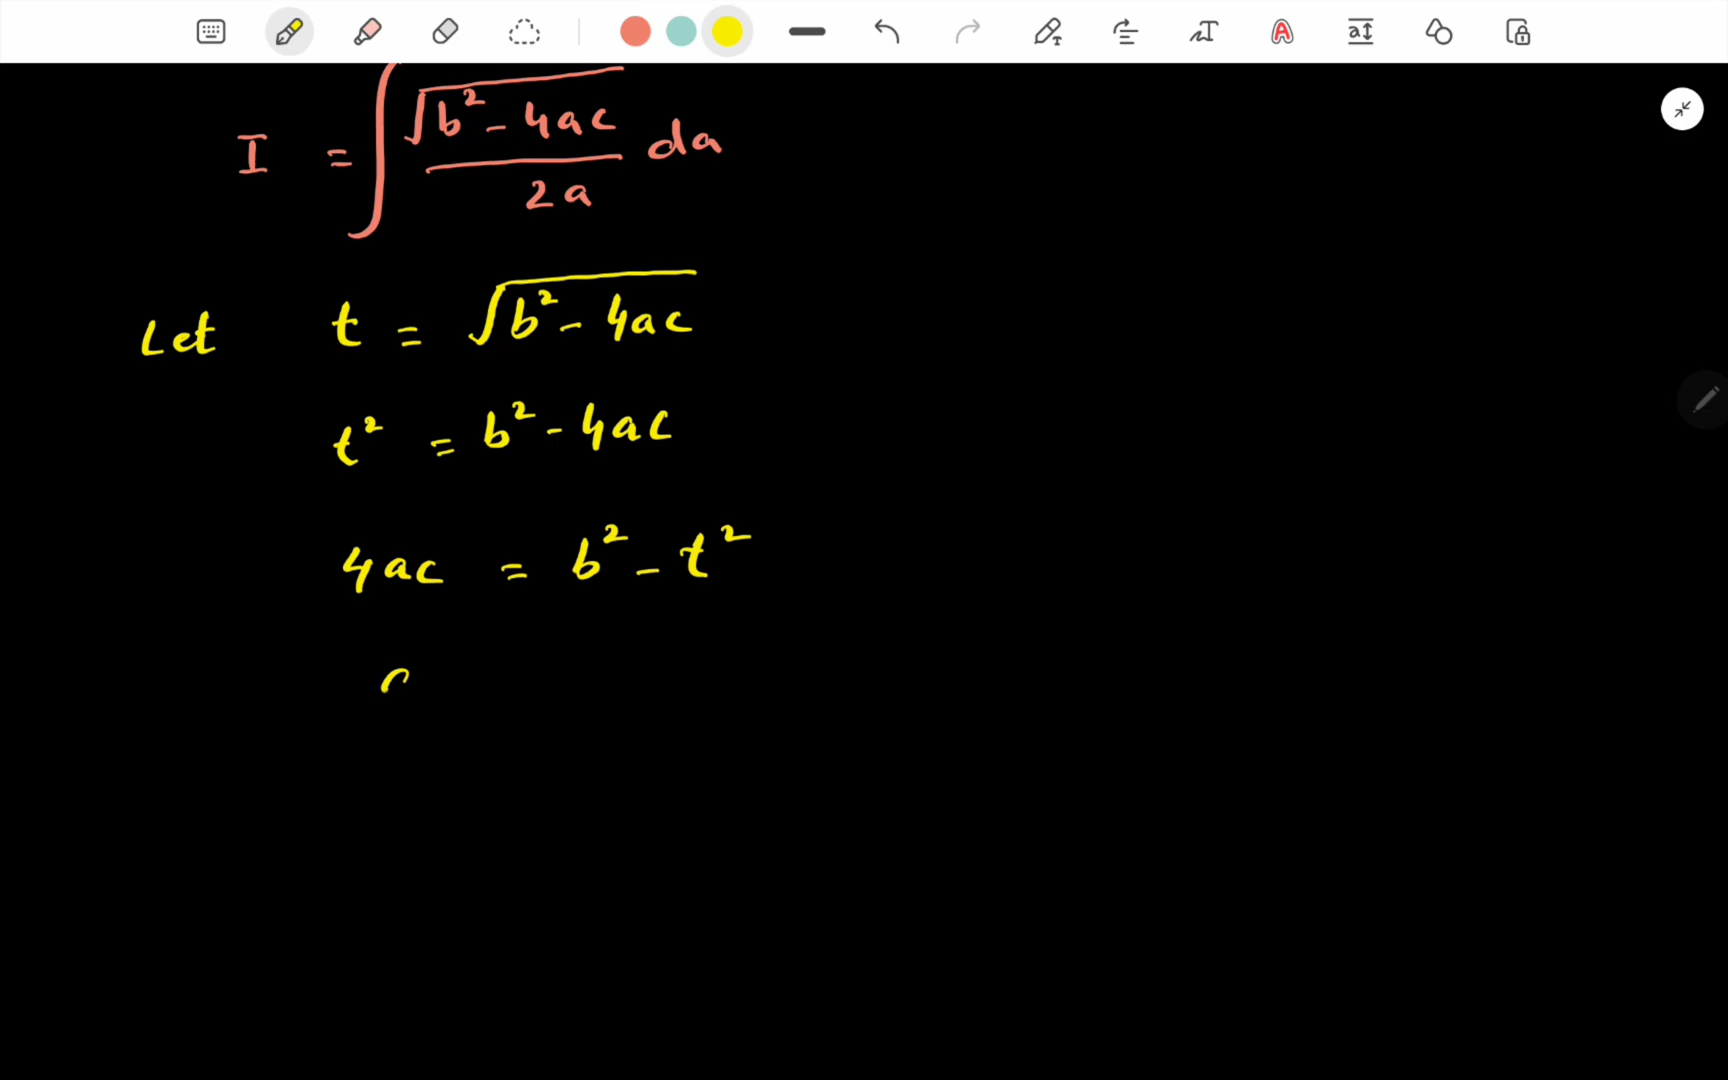 I = ∫ √(b² - 4ac) / 2a da
Let t = √(b² - 4ac)
t² = b² - 4ac
4ac = b² - t²